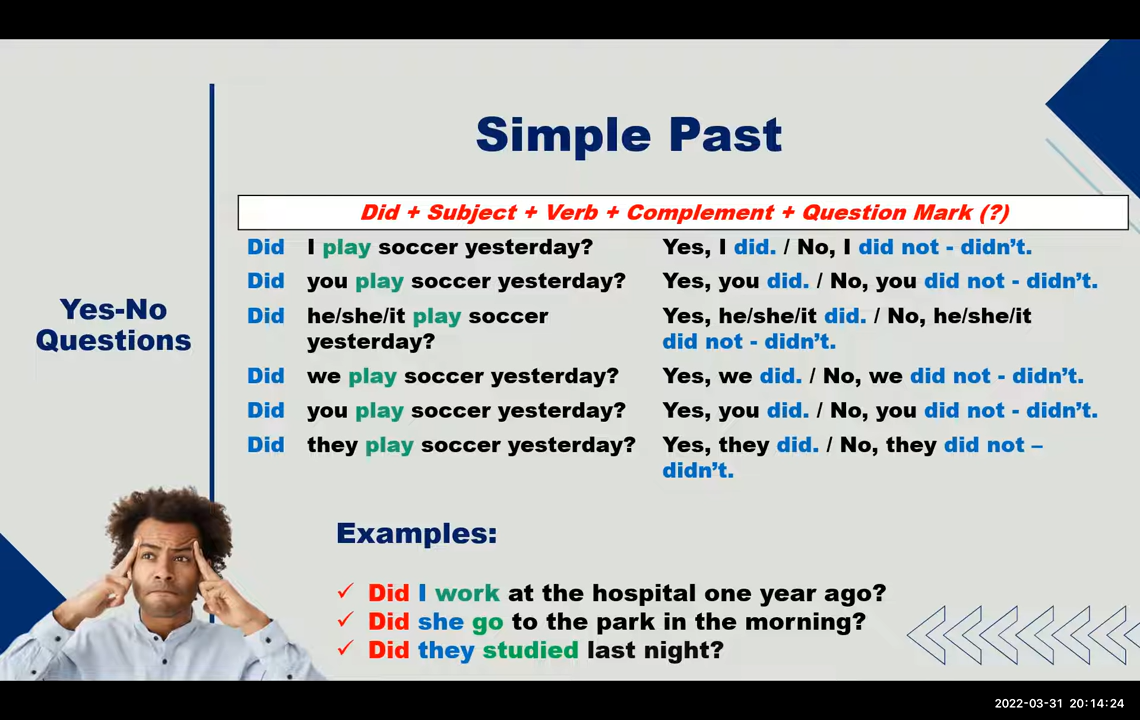 Simple Past
Did + Subject + Verb + Complement + Question Mark (?)
Yes-No
Questions
Did I play soccer yesterday? Yes, I did. / No, I did not - didn’t.
Did you play soccer yesterday? Yes, you did. / No, you did not - didn’t.
Did he/she/it play soccer Yes, he/she/it did. / No, he/she/it
yesterday? did not - didn’t.
Did we play soccer yesterday? Yes, we did. / No, we did not - didn’t.
Did you play soccer yesterday? Yes, you did. / No, you did not - didn’t.
Did they play soccer yesterday? Yes, they did. / No, they did not –
didn’t.
Examples:
✓ Did I work at the hospital one year ago?
✓ Did she go to the park in the morning?
✓ Did they studied last night?
2022-03-31 20:14:24